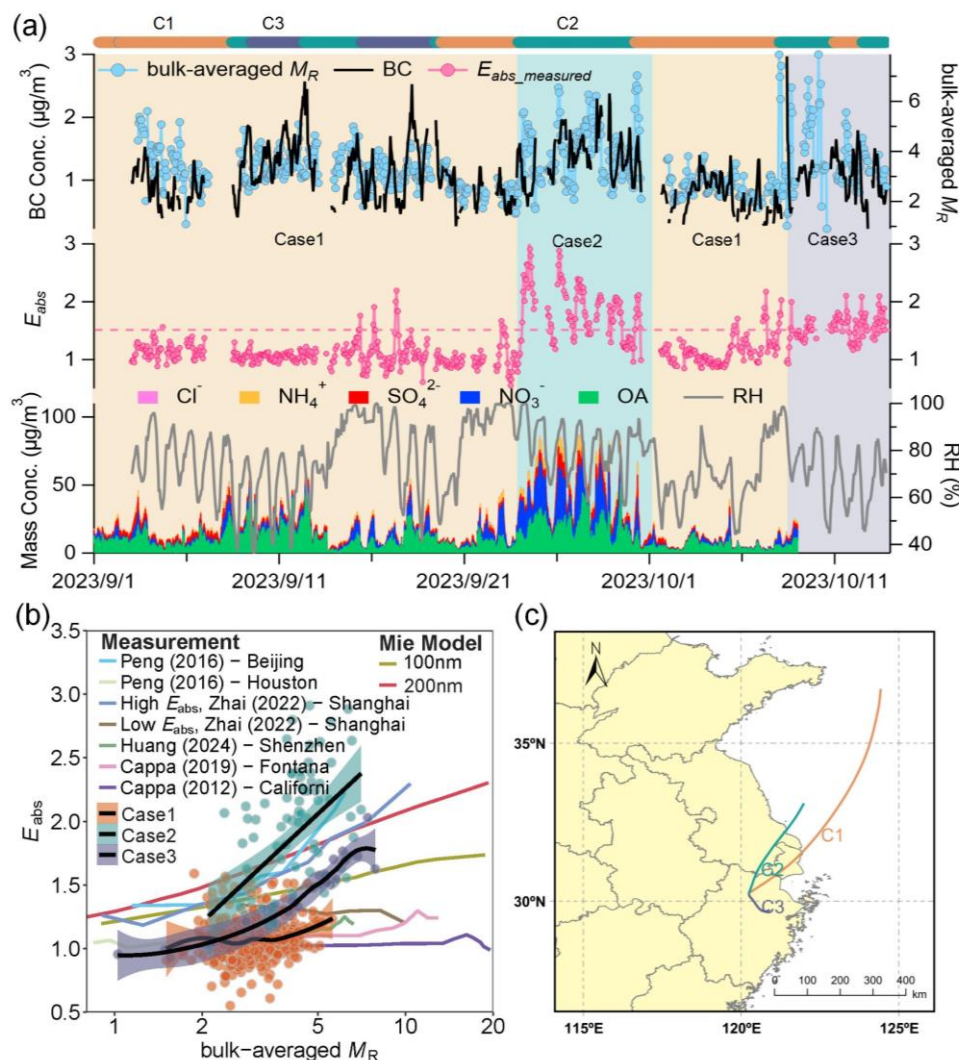 (a)
C1 C3 C2
bulk-averaged M_R BC E_abs_measured
BC Conc. (μg/m³)
3
2
1
bulk-averaged M_R
6
4
2
Case1 Case2 Case1 Case3
E_abs
3
2
1
3
2
1
Cl⁻ NH₄⁺ SO₄²⁻ NO₃⁻ OA RH
Mass Conc. (μg/m³)
100
50
0
RH (%)
100
80
60
40
2023/9/1 2023/9/11 2023/9/21 2023/10/1 2023/10/11
(b)
Measurement
Peng (2016) – Beijing
Peng (2016) – Houston
High E_abs, Zhai (2022) – Shanghai
Low E_abs, Zhai (2022) – Shanghai
Huang (2024) – Shenzhen
Cappa (2019) – Fontana
Cappa (2012) – Californi
Case1
Case2
Case3
Mie Model
100nm
200nm
E_abs
3.5
3.0
2.5
2.0
1.5
1.0
0.5
1 2 5 10 20
bulk-averaged M_R
(c)
N
35°N
30°N
C1
C2
C3
0 100 200 300 400
km
115°E 120°E 125°E